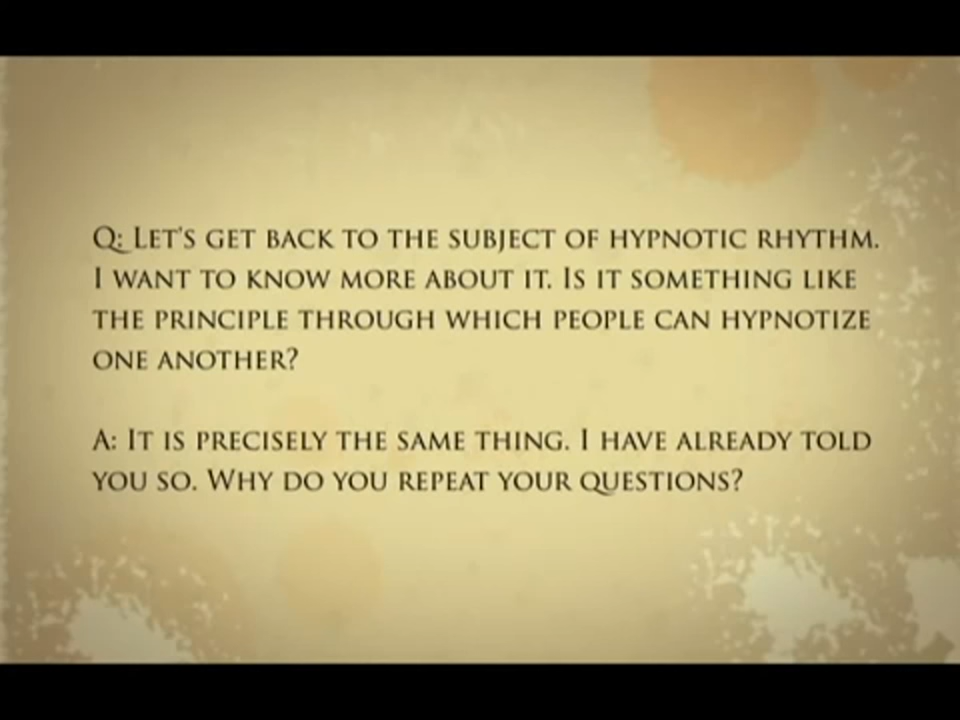 Q: Let's get back to the subject of hypnotic rhythm.
I want to know more about it. Is it something like
the principle through which people can hypnotize
one another?
A: It is precisely the same thing. I have already told
you so. Why do you repeat your questions?